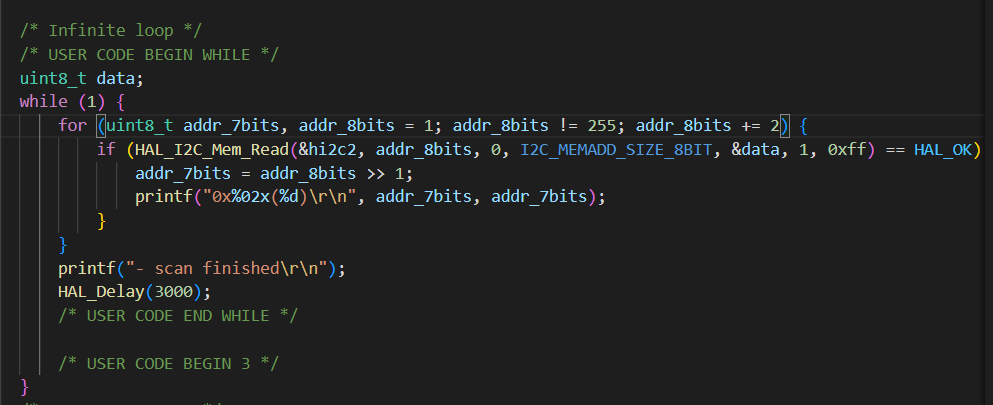 /* Infinite loop */
/* USER CODE BEGIN WHILE */
uint8_t data;
while (1) {
for (uint8_t addr_7bits, addr_8bits = 1; addr_8bits != 255; addr_8bits += 2) {
if (HAL_I2C_Mem_Read(&hi2c2, addr_8bits, 0, I2C_MEMADD_SIZE_8BIT, &data, 1, 0xff) == HAL_OK)
addr_7bits = addr_8bits >> 1;
printf("0x%02x(%d)\r\n", addr_7bits, addr_7bits);
}
}
printf("- scan finished\r\n");
HAL_Delay(3000);
/* USER CODE END WHILE */
/* USER CODE BEGIN 3 */
}